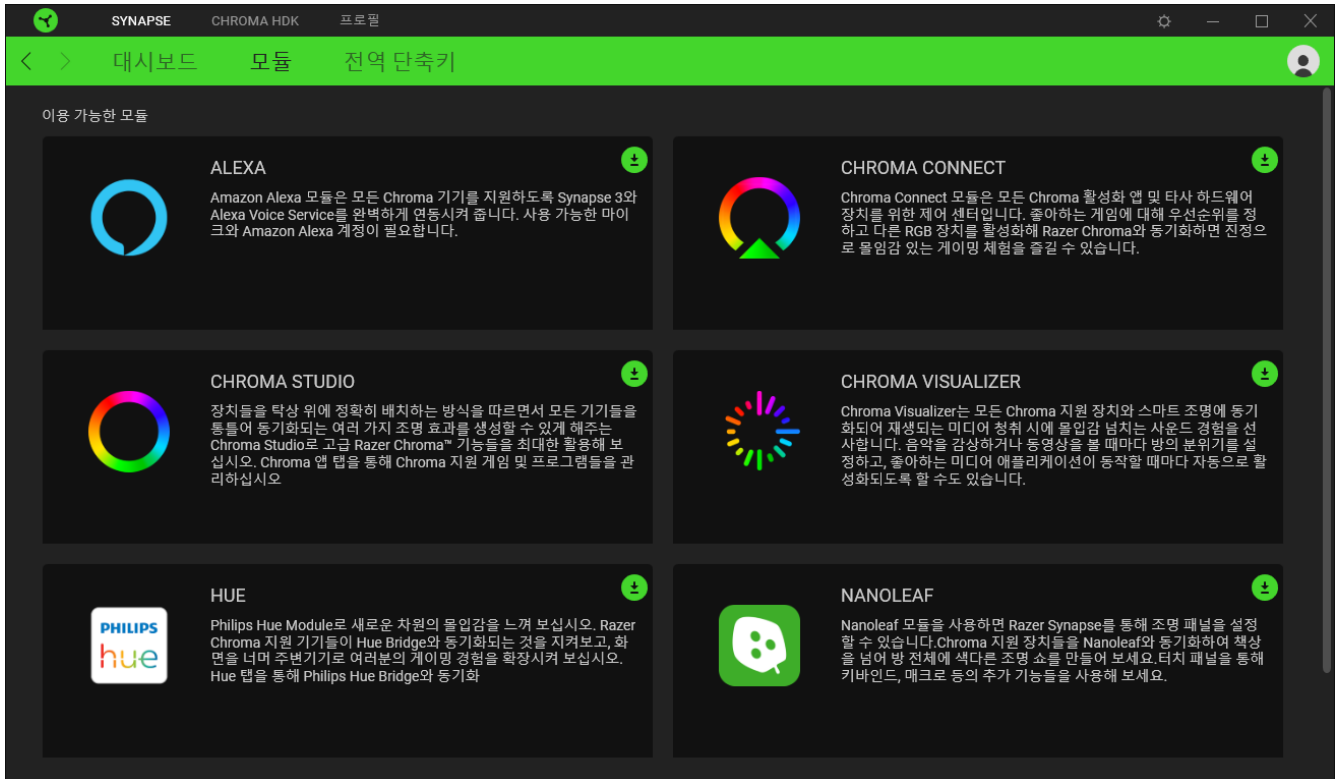 SYNAPSE CHROMA HDK 프로필
대시보드 모듈 전역 단축키
이용 가능한 모듈
ALEXA
Amazon Alexa 모듈은 모든 Chroma 기기를 지원하도록 Synapse 3와
Alexa Voice Service를 완벽하게 연동시켜 줍니다. 사용 가능한 마이
크와 Amazon Alexa 계정이 필요합니다.
CHROMA CONNECT
Chroma Connect 모듈은 모든 Chroma 활성화 앱 및 타사 하드웨어
장치를 위한 제어 센터입니다. 좋아하는 게임에 대해 우선순위를 정
하고 다른 RGB 장치를 활성화해 Razer Chroma와 동기화하면 진정으
로 몰입감 있는 게이밍 체험을 즐길 수 있습니다.
CHROMA STUDIO
장치들을 탁상 위에 정확히 배치하는 방식을 따르면서 모든 기기들을
통틀어 동기화되는 여러 가지 조명 효과를 생성할 수 있게 해주는
Chroma Studio로 고급 Razer Chroma™ 기능들을 최대한 활용해 보
십시오. Chroma 앱 탭을 통해 Chroma 지원 게임 및 프로그램들을 관
리하십시오
CHROMA VISUALIZER
Chroma Visualizer는 모든 Chroma 지원 장치와 스마트 조명에 동기
화되어 재생되는 미디어 청취 시에 몰입감 넘치는 사운드 경험을 선
사합니다. 음악을 감상하거나 동영상을 볼 때마다 방의 분위기를 설
정하고, 좋아하는 미디어 애플리케이션이 동작할 때마다 자동으로 활
성화되도록 할 수도 있습니다.
PHILIPS
hue
HUE
Philips Hue Module로 새로운 차원의 몰입감을 느껴 보십시오. Razer
Chroma 지원 기기들이 Hue Bridge와 동기화되는 것을 지켜보고, 화
면을 너머 주변기기로 여러분의 게이밍 경험을 확장시켜 보십시오.
Hue 탭을 통해 Philips Hue Bridge와 동기화
NANOLEAF
Nanoleaf 모듈을 사용하면 Razer Synapse를 통해 조명 패널을 설정
할 수 있습니다.Chroma 지원 장치들을 Nanoleaf와 동기화하여 책상
을 넘어 방 전체에 색다른 조명 쇼를 만들어 보세요.터치 패널을 통해
키바인드, 매크로 등의 추가 기능들을 사용해 보세요.